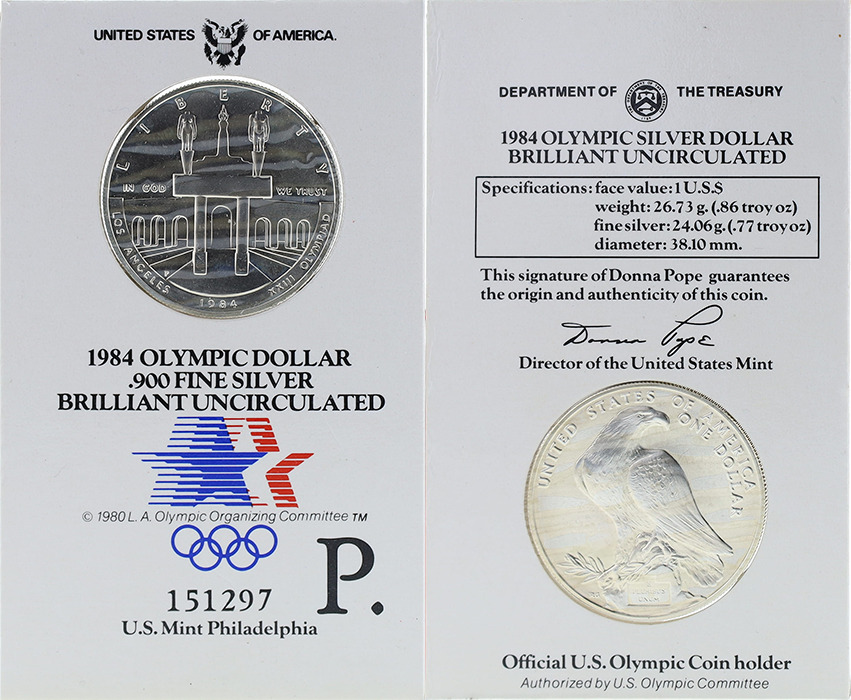 UNITED STATES OF AMERICA.
LIBERTY
IN GOD WE TRUST
LOS ANGELES XXIII OLYMPIAD
P
1984
1984 OLYMPIC DOLLAR
.900 FINE SILVER
BRILLIANT UNCIRCULATED
© 1980 L. A. Olympic Organizing Committee TM
P.
151297
U.S. Mint Philadelphia
DEPARTMENT OF THE TREASURY
1984 OLYMPIC SILVER DOLLAR
BRILLIANT UNCIRCULATED
Specifications: face value: 1 U.S.S
weight: 26.73 g. (.86 troy oz)
fine silver: 24.06 g. (.77 troy oz)
diameter: 38.10 mm.
This signature of Donna Pope guarantees
the origin and authenticity of this coin.
Donna Pope
Director of the United States Mint
UNITED STATES OF AMERICA
ONE DOLLAR
UNUM
Official U.S. Olympic Coin holder
Authorized by U.S. Olympic Committee